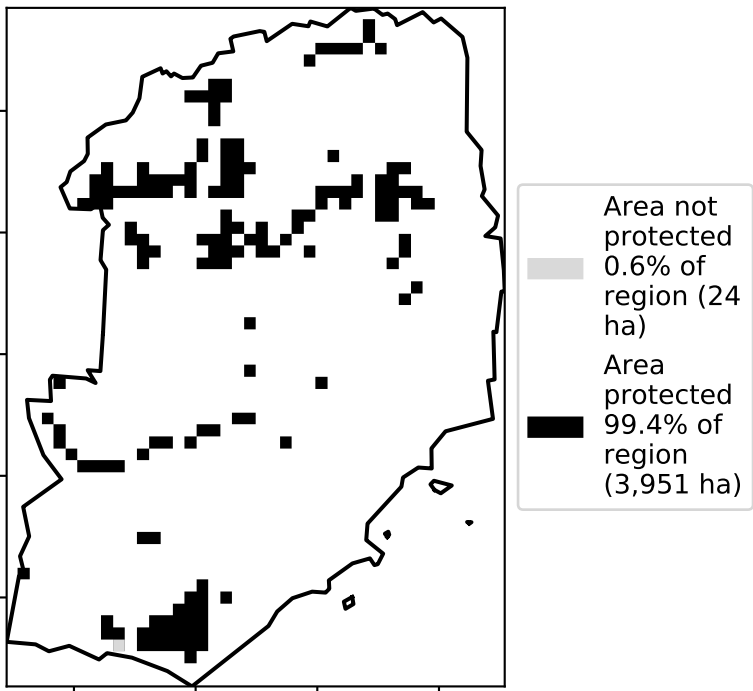 Area not
protected
0.6% of
region (24
ha)
Area
protected
99.4% of
region
(3,951 ha)